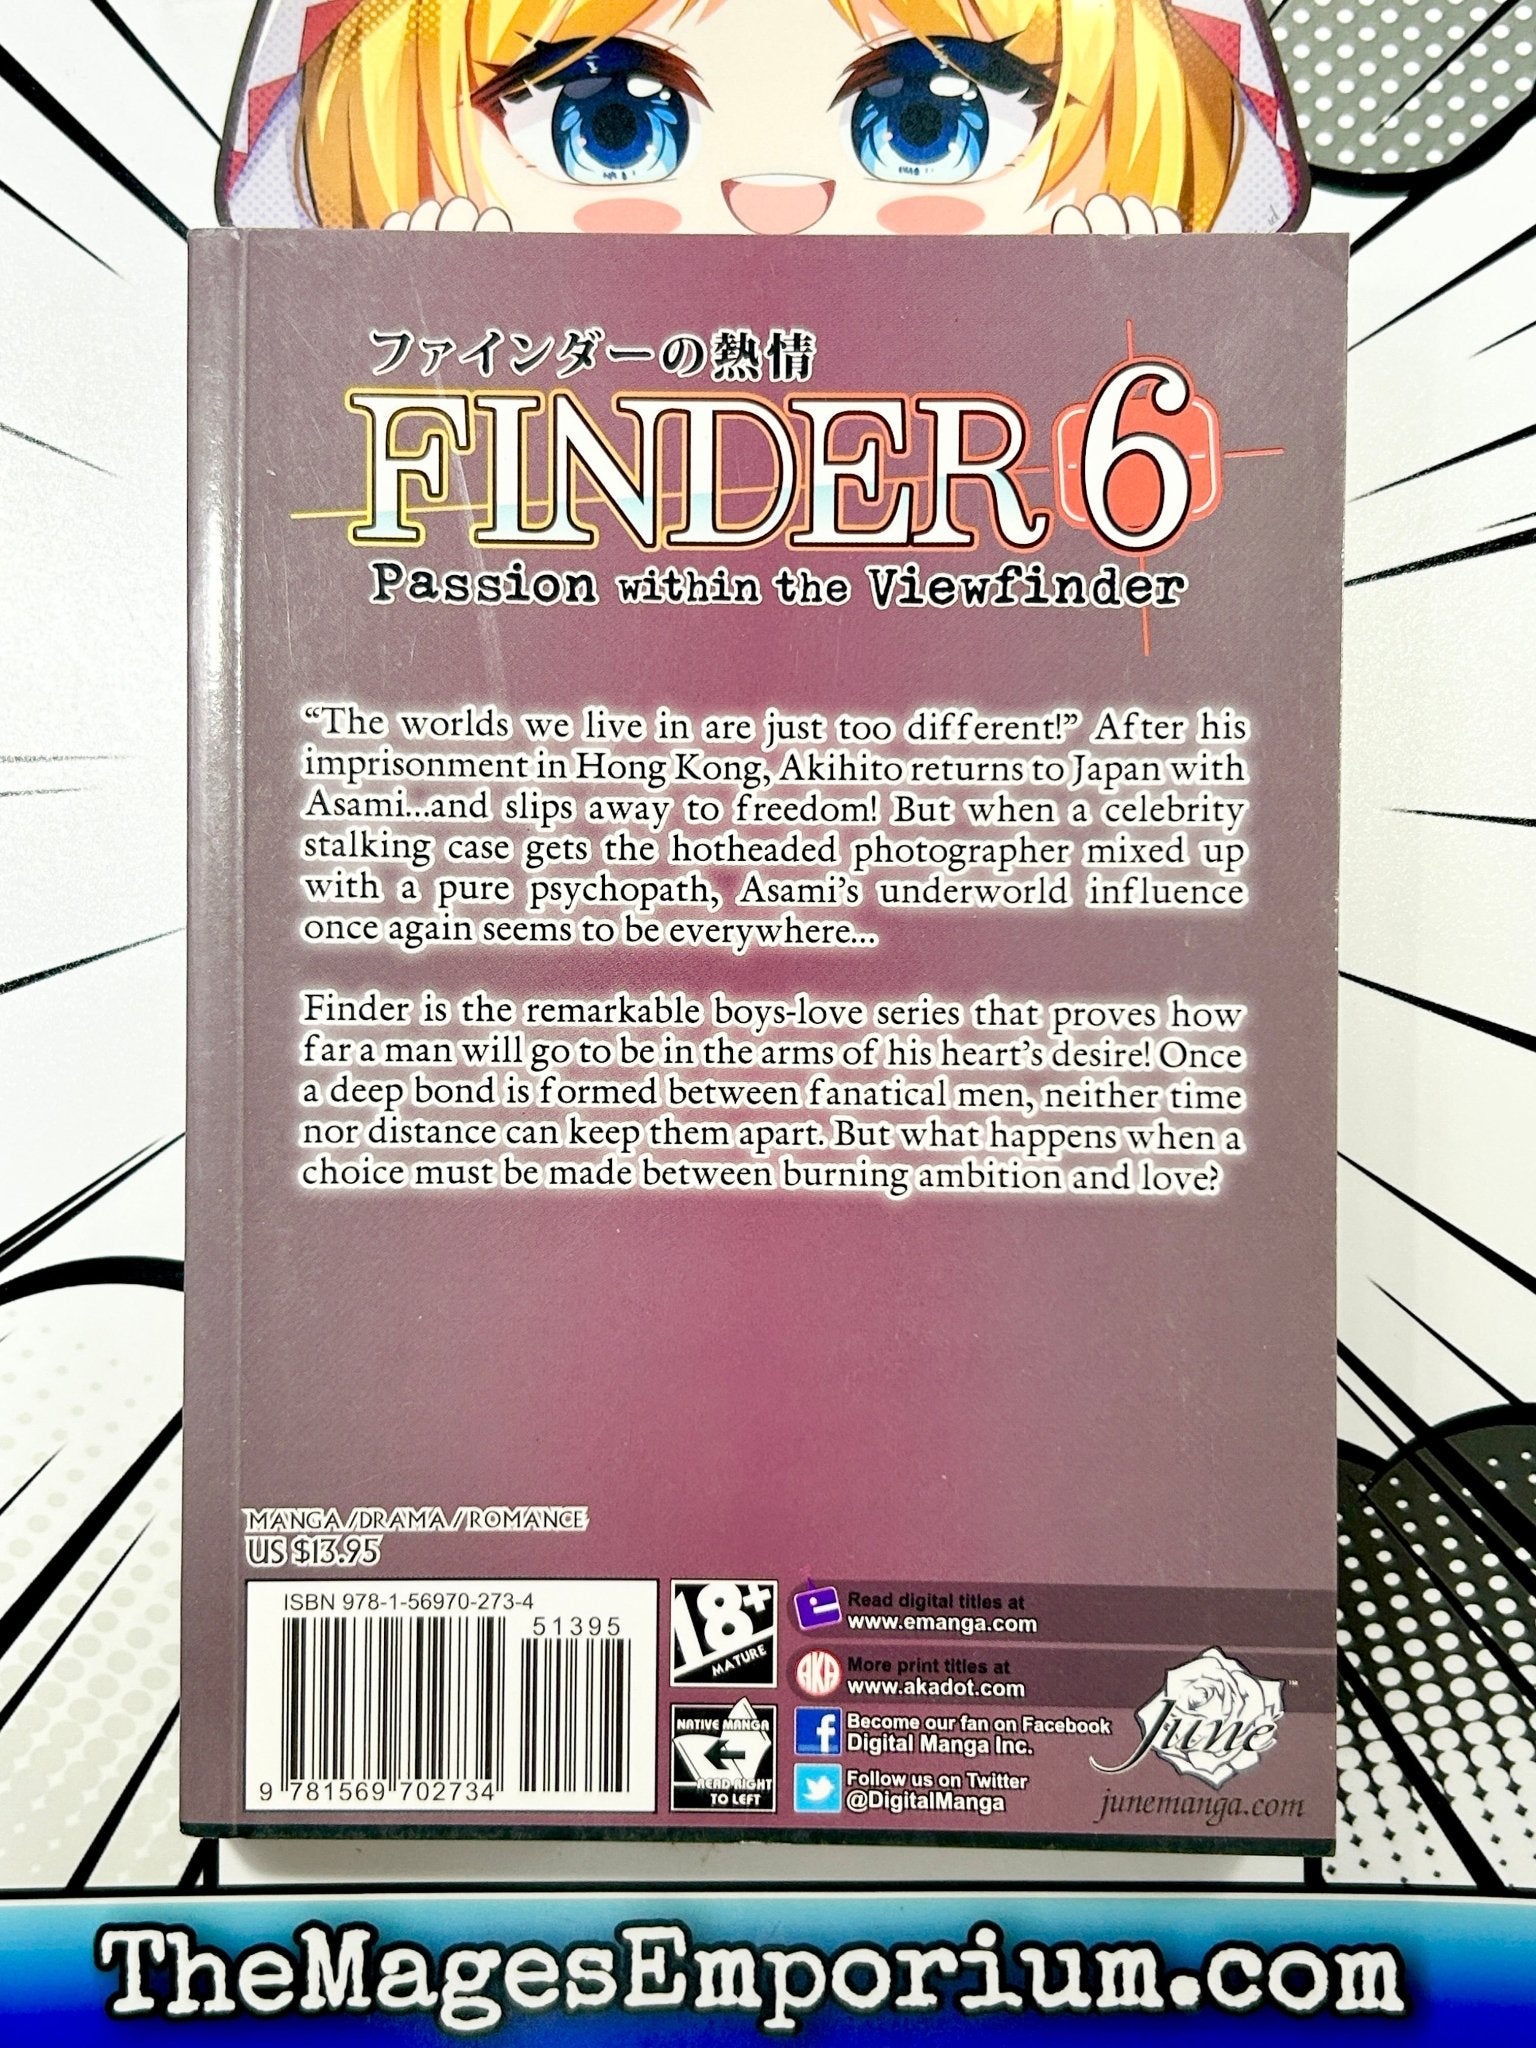 ファインダーの熱情
FINDER 6
Passion within the Viewfinder
“The worlds we live in are just too different!” After his
imprisonment in Hong Kong, Akihito returns to Japan with
Asami...and slips away to freedom! But when a celebrity
stalking case gets the hotheaded photographer mixed up
with a pure psychopath, Asami’s underworld influence
once again seems to be everywhere...
Finder is the remarkable boys-love series that proves how
far a man will go to be in the arms of his heart’s desire! Once
a deep bond is formed between fanatical men, neither time
nor distance can keep them apart. But what happens when a
choice must be made between burning ambition and love?
MANGA/DRAMA/ROMANCE
US $13.95
ISBN 978-1-56970-273-4
51395
9 781569 702734
18+
MATURE
NATIVE MANGA
READ RIGHT
TO LEFT
Read digital titles at
www.emanga.com
AKA
More print titles at
www.akadot.com
f
Become our fan on Facebook
Digital Manga Inc.
Follow us on Twitter
@DigitalManga
June™
junemanga.com
TheMagesEmporium.com